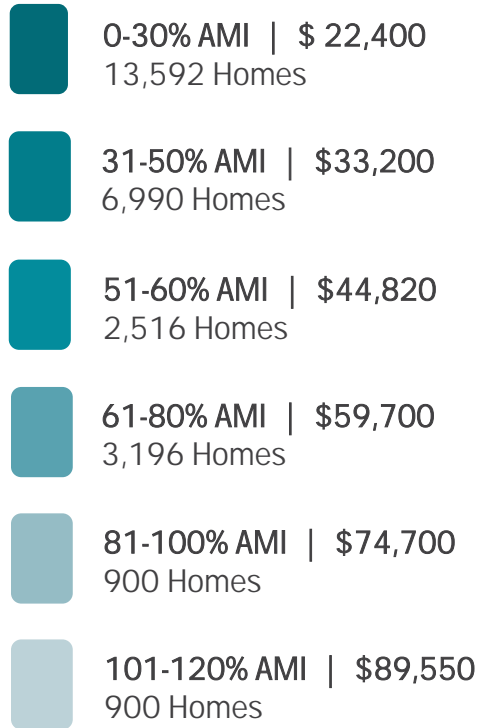 0-30% AMI | $ 22,400
13,592 Homes
31-50% AMI | $33,200
6,990 Homes
51-60% AMI | $44,820
2,516 Homes
61-80% AMI | $59,700
3,196 Homes
81-100% AMI | $74,700
900 Homes
101-120% AMI | $89,550
900 Homes